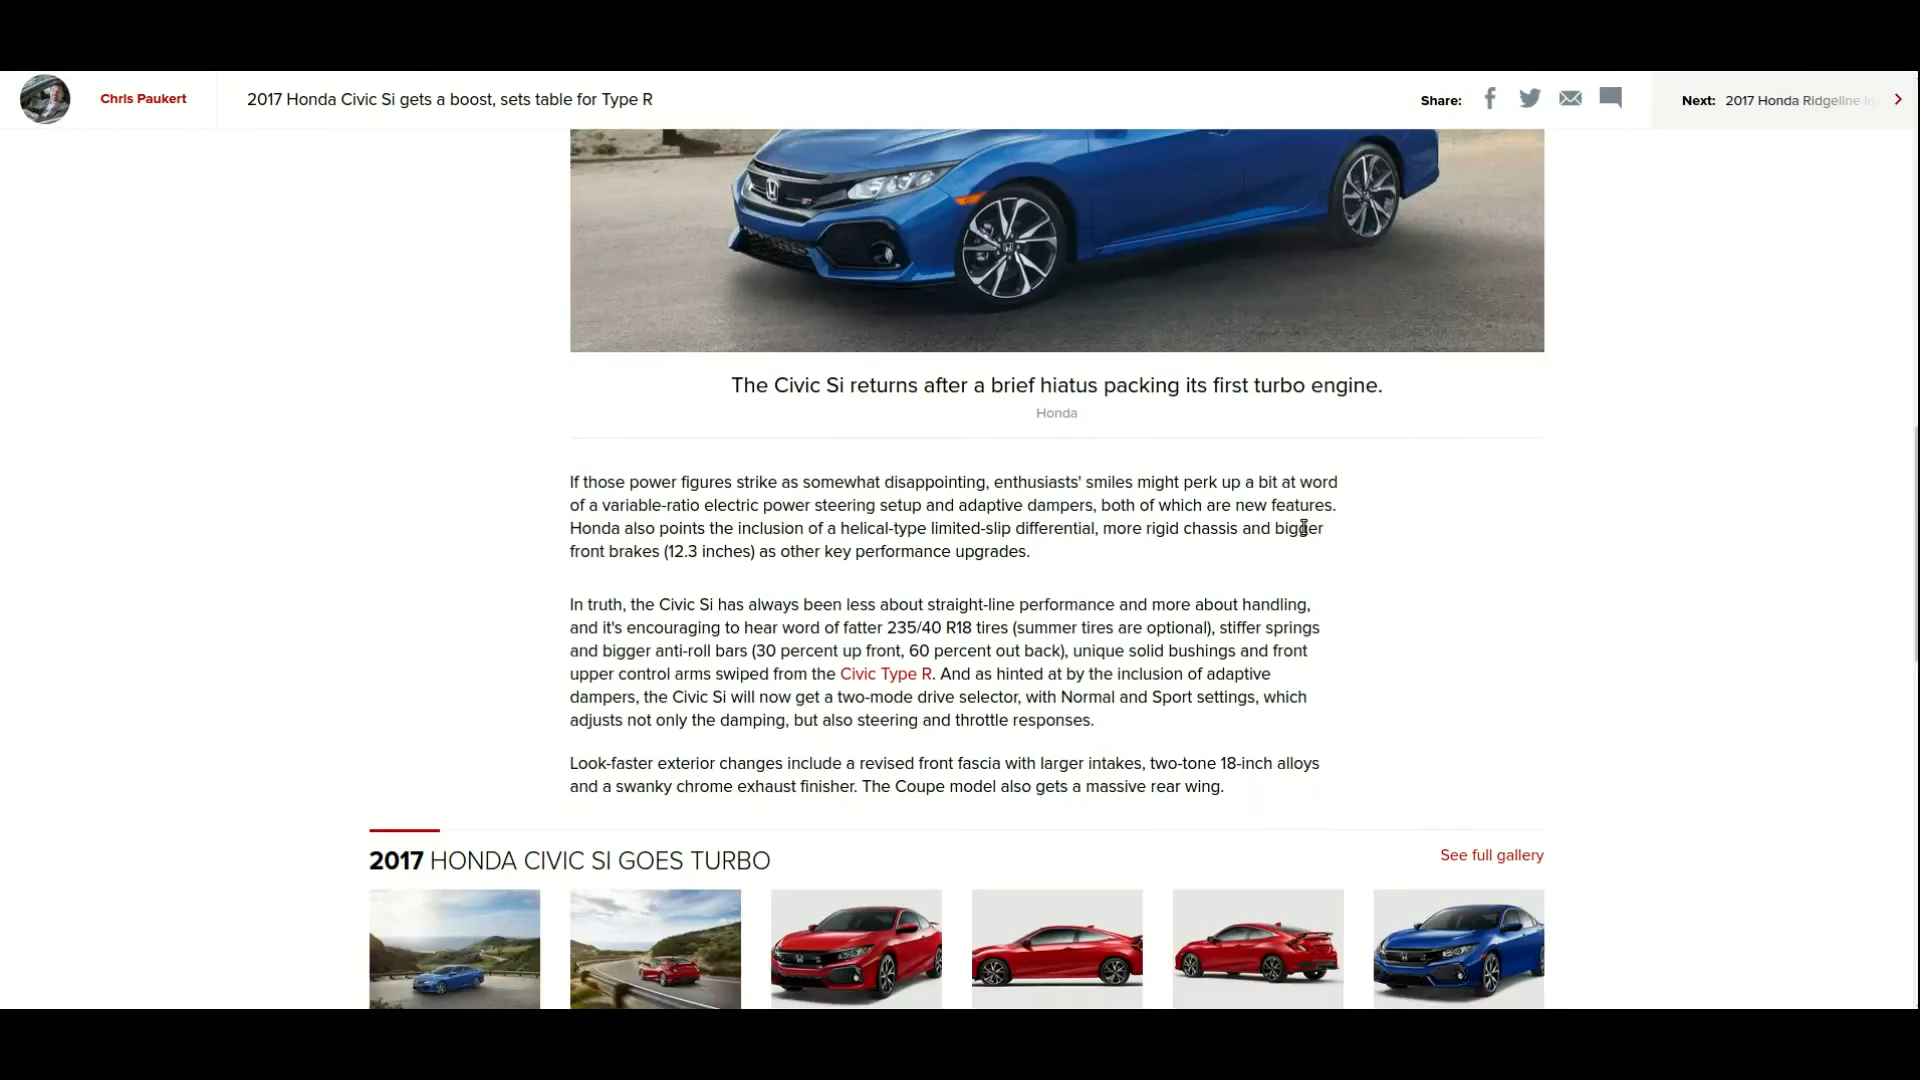 Chris Paukert
2017 Honda Civic Si gets a boost, sets table for Type R
Share:
Next: 2017 Honda Ridgeline
The Civic Si returns after a brief hiatus packing its first turbo engine.
Honda
If those power figures strike as somewhat disappointing, enthusiasts' smiles might perk up a bit at word
of a variable-ratio electric power steering setup and adaptive dampers, both of which are new features.
Honda also points the inclusion of a helical-type limited-slip differential, more rigid chassis and bigger
front brakes (12.3 inches) as other key performance upgrades.
In truth, the Civic Si has always been less about straight-line performance and more about handling,
and it's encouraging to hear word of fatter 235/40 R18 tires (summer tires are optional), stiffer springs
and bigger anti-roll bars (30 percent up front, 60 percent out back), unique solid bushings and front
upper control arms swiped from the Civic Type R. And as hinted at by the inclusion of adaptive
dampers, the Civic Si will now get a two-mode drive selector, with Normal and Sport settings, which
adjusts not only the damping, but also steering and throttle responses.
Look-faster exterior changes include a revised front fascia with larger intakes, two-tone 18-inch alloys
and a swanky chrome exhaust finisher. The Coupe model also gets a massive rear wing.
2017 HONDA CIVIC SI GOES TURBO
See full gallery